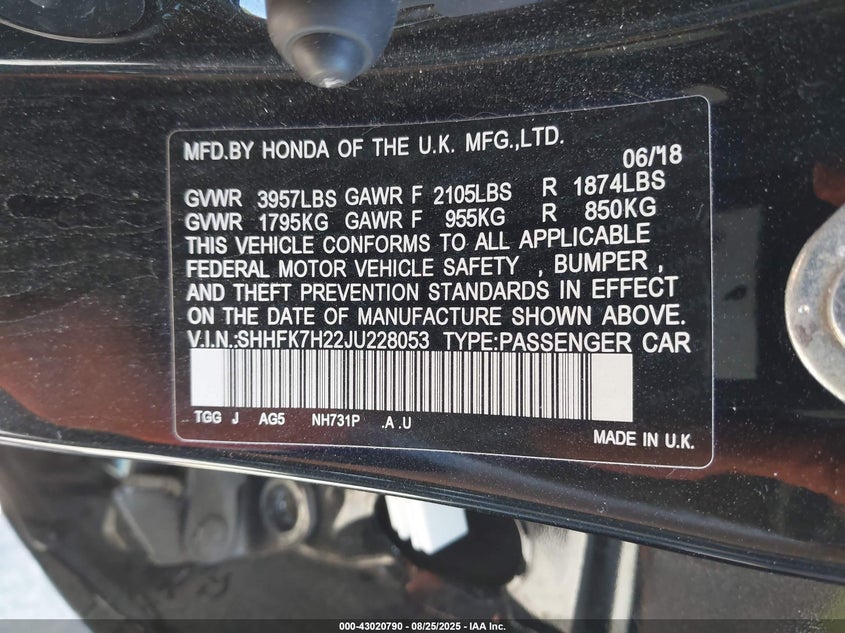 MFD.BY HONDA OF THE U.K. MFG.,LTD.
06/18
GVWR 3957LBS GAWR F 2105LBS R 1874LBS
GVWR 1795KG GAWR F 955KG R 850KG
THIS VEHICLE CONFORMS TO ALL APPLICABLE
FEDERAL MOTOR VEHICLE SAFETY , BUMPER ,
AND THEFT PREVENTION STANDARDS IN EFFECT
ON THE DATE OF MANUFACTURE SHOWN ABOVE.
V.I.N.:SHHFK7H22JU228053 TYPE:PASSENGER CAR
TGG J AG5 NH731P .A .U
MADE IN U.K.
000-43020790 - 08/25/2025 - IAA Inc.